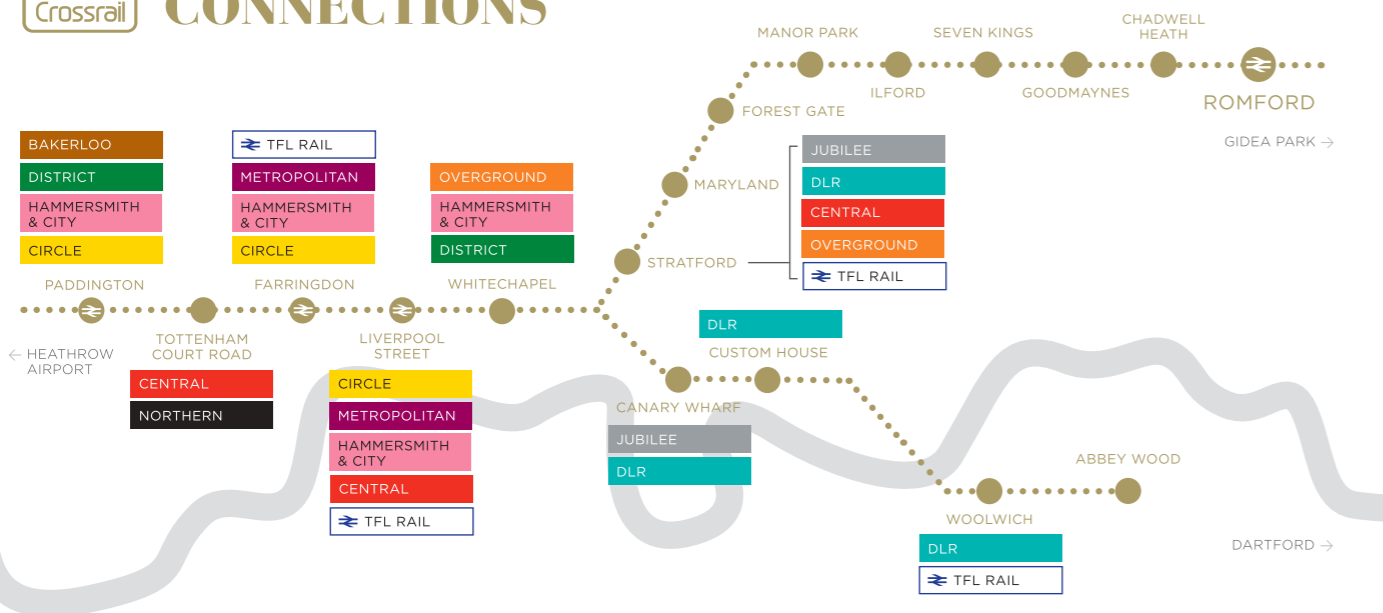 Crossrail
CONNECTIONS
MANOR PARK
SEVEN KINGS
CHADWELL
HEATH
ILFORD
GOODMAYNES
ROMFORD
GIDEA PARK →
FOREST GATE
MARYLAND
STRATFORD
JUBILEE
DLR
CENTRAL
OVERGROUND
TFL RAIL
BAKERLOO
DISTRICT
HAMMERSMITH
& CITY
CIRCLE
PADDINGTON
← HEATHROW
AIRPORT
TOTTENHAM
COURT ROAD
CENTRAL
NORTHERN
TFL RAIL
METROPOLITAN
HAMMERSMITH
& CITY
CIRCLE
FARRINGDON
LIVERPOOL
STREET
CIRCLE
METROPOLITAN
HAMMERSMITH
& CITY
CENTRAL
TFL RAIL
OVERGROUND
HAMMERSMITH
& CITY
DISTRICT
WHITECHAPEL
DLR
CUSTOM HOUSE
CANARY WHARF
JUBILEE
DLR
ABBEY WOOD
WOOLWICH
DLR
TFL RAIL
DARTFORD →